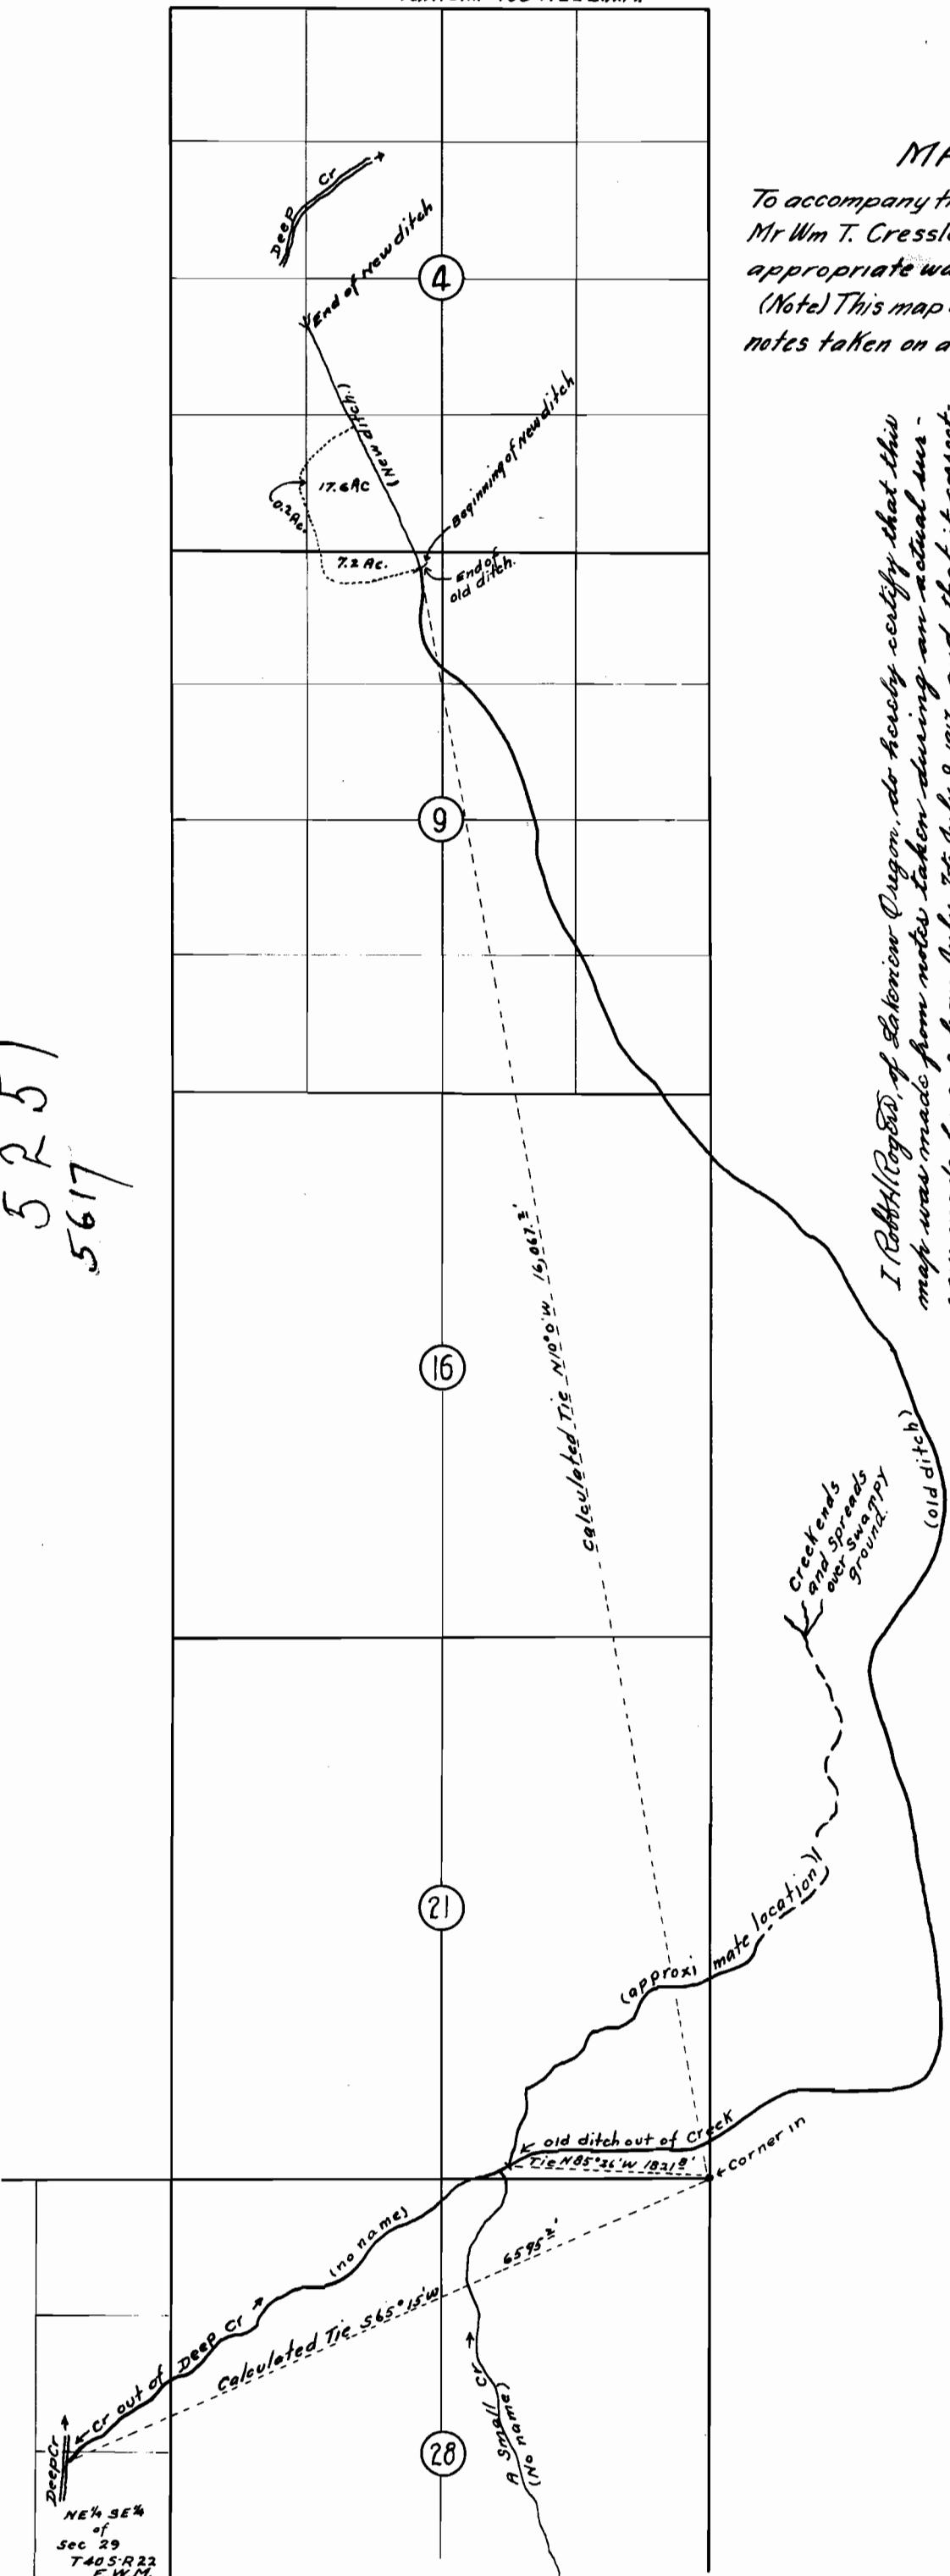 MA
To accompany
Mr Wm T. Cressl
appropriate wa
(Note) This map
notes taken on a
Deep Cr
End of New ditch
4
(New ditch.)
Beginning of New ditch
17.6 AC
0.2 Ac.
7.2 Ac.
End of
old ditch.
I Robt H Rogers, of Lakeview Oregon, do hereby certify that this
map was made from notes taken during an actual sur-
9
5251
5617
Calculated Tie N10°0'W 16,067.2'
16
(old ditch)
Creek ends
and spreads
over swampy
ground.
21
(approximate location)
old ditch out of Creek
Tie N85°26'W 1821.8'
Corner in
(no name)
6595.2'
Calculated Tie S65°15'W
Cr out of Deep Cr
A Small Cr
(No name)
28
Deep Cr
NE¼ SE¼
of
Sec 29
T40S·R22
E.W.M.